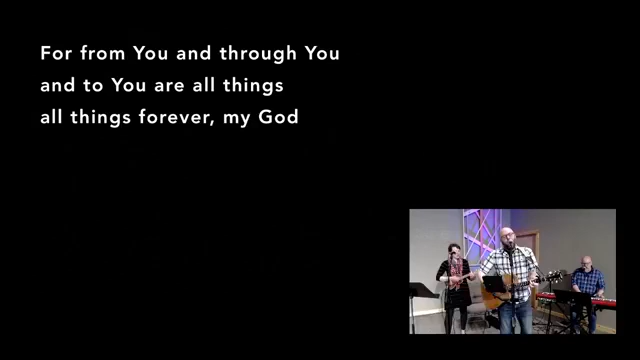 For from You and through You
and to You are all things
all things forever, my God